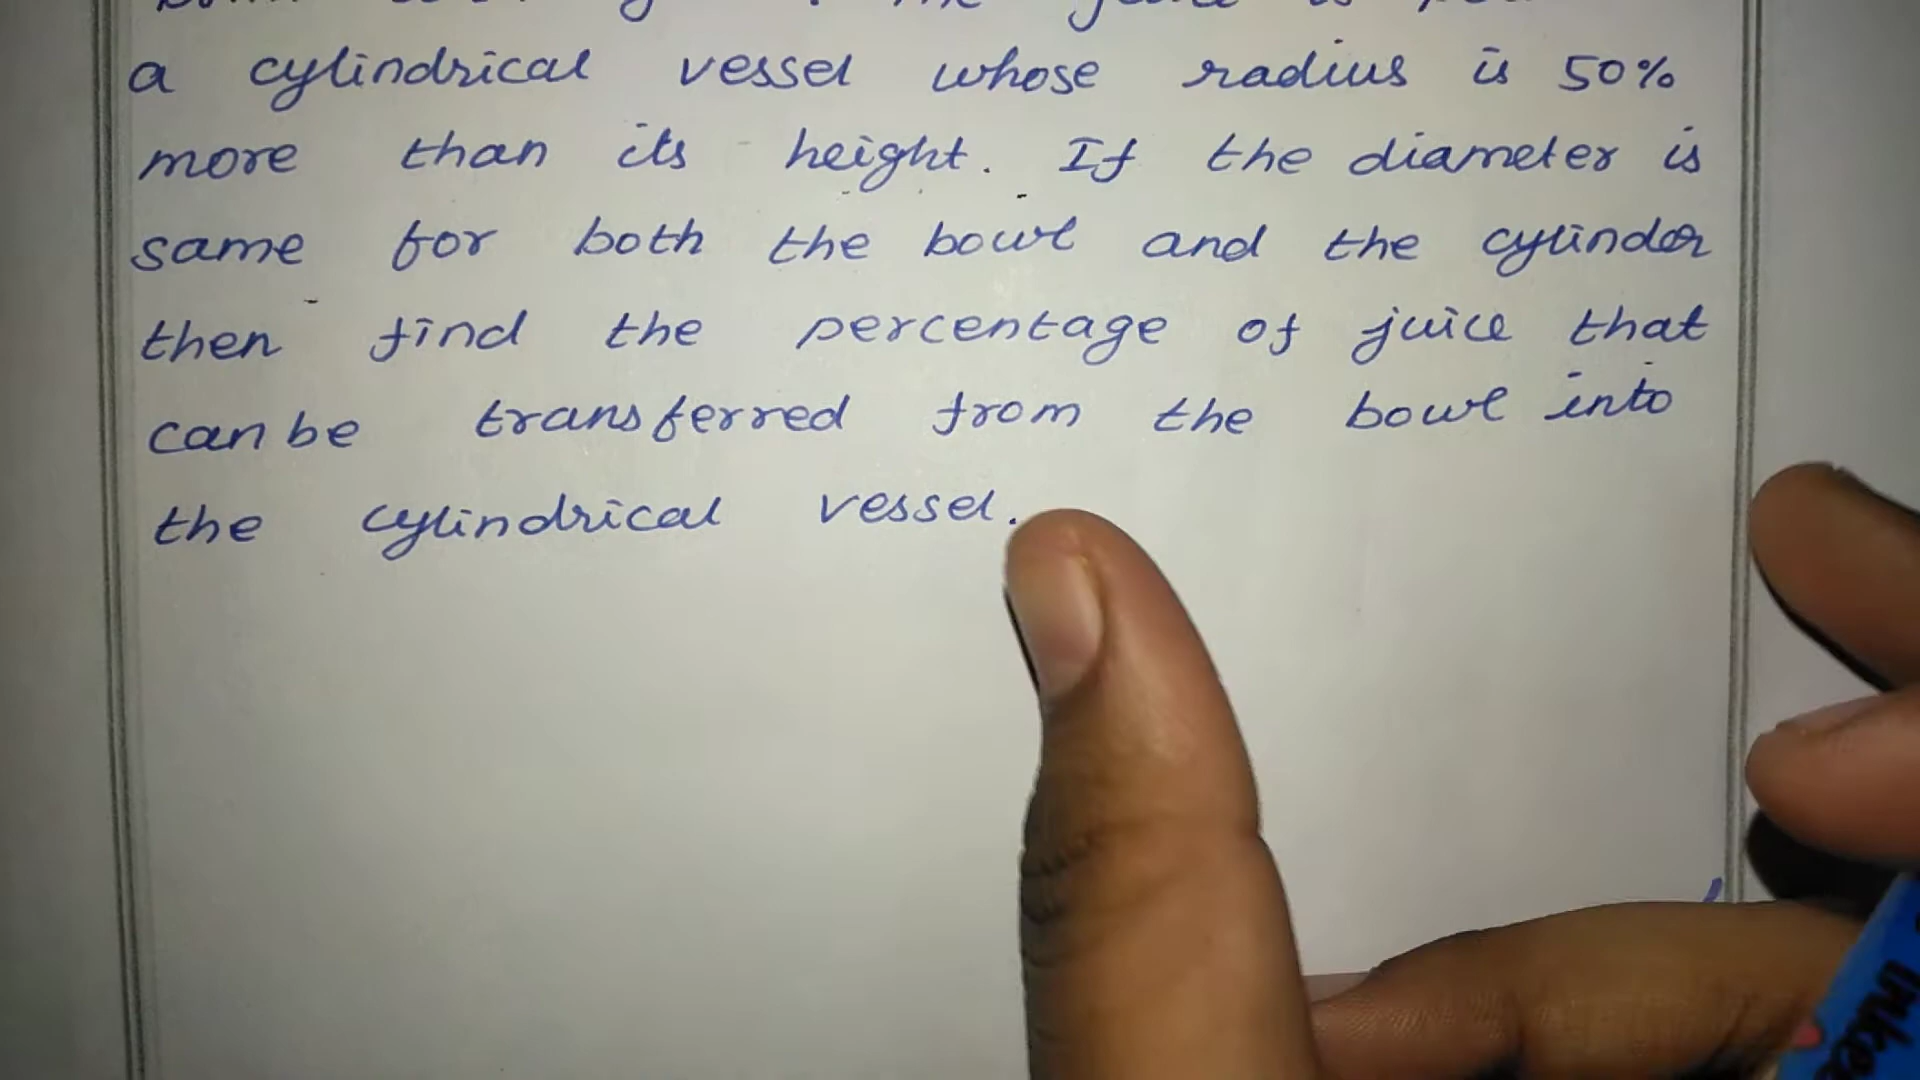 a cylindrical vessel whose radius is 50%
more than its height. If the diameter is
same for both the bowl and the cylinder
then find the percentage of juice that
can be transferred from the bowl into
the cylindrical vessel.